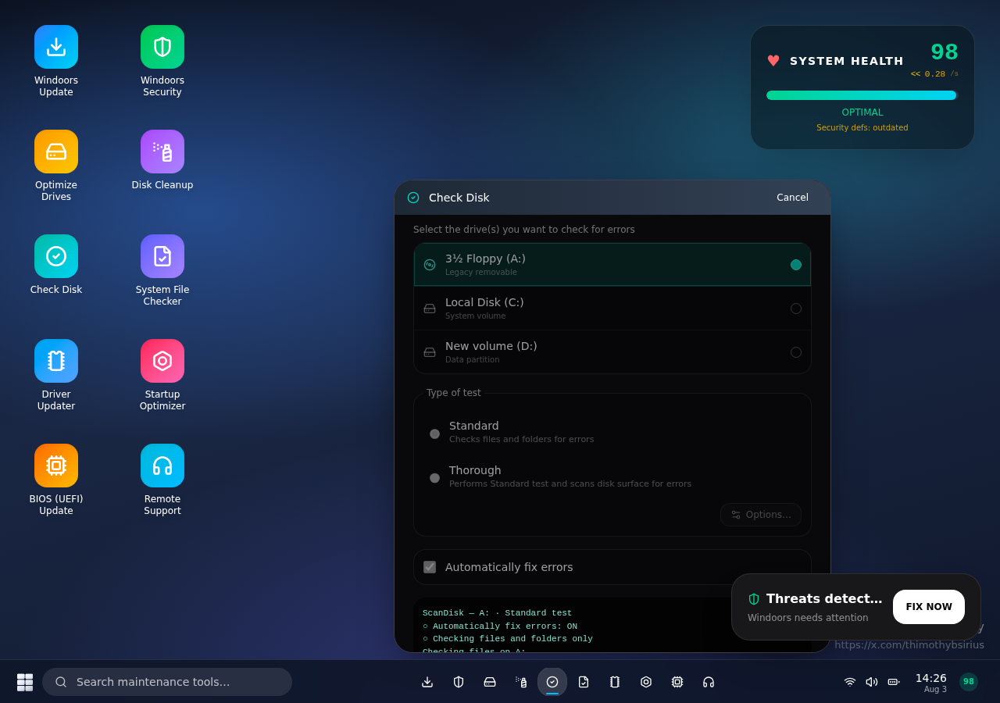 Windoors
Update
Windoors
Security
Optimize
Drives
Disk Cleanup
Check Disk
System File
Checker
Driver
Updater
Startup
Optimizer
BIOS (UEFI)
Update
Remote
Support
SYSTEM HEALTH
98
<< 0.28 /s
OPTIMAL
Security defs: outdated
Check Disk
Cancel
Select the drive(s) you want to check for errors
3½ Floppy (A:)
Legacy removable
Local Disk (C:)
System volume
New volume (D:)
Data partition
Type of test
Standard
Checks files and folders for errors
Thorough
Performs Standard test and scans disk surface for errors
Options...
Automatically fix errors
ScanDisk — A: · Standard test
○ Automatically fix errors: ON
○ Checking files and folders only
Checking files on A:
Threats detect...
Windoors needs attention
FIX NOW
https://x.com/thimothybsirius
Search maintenance tools...
14:26
Aug 3
98